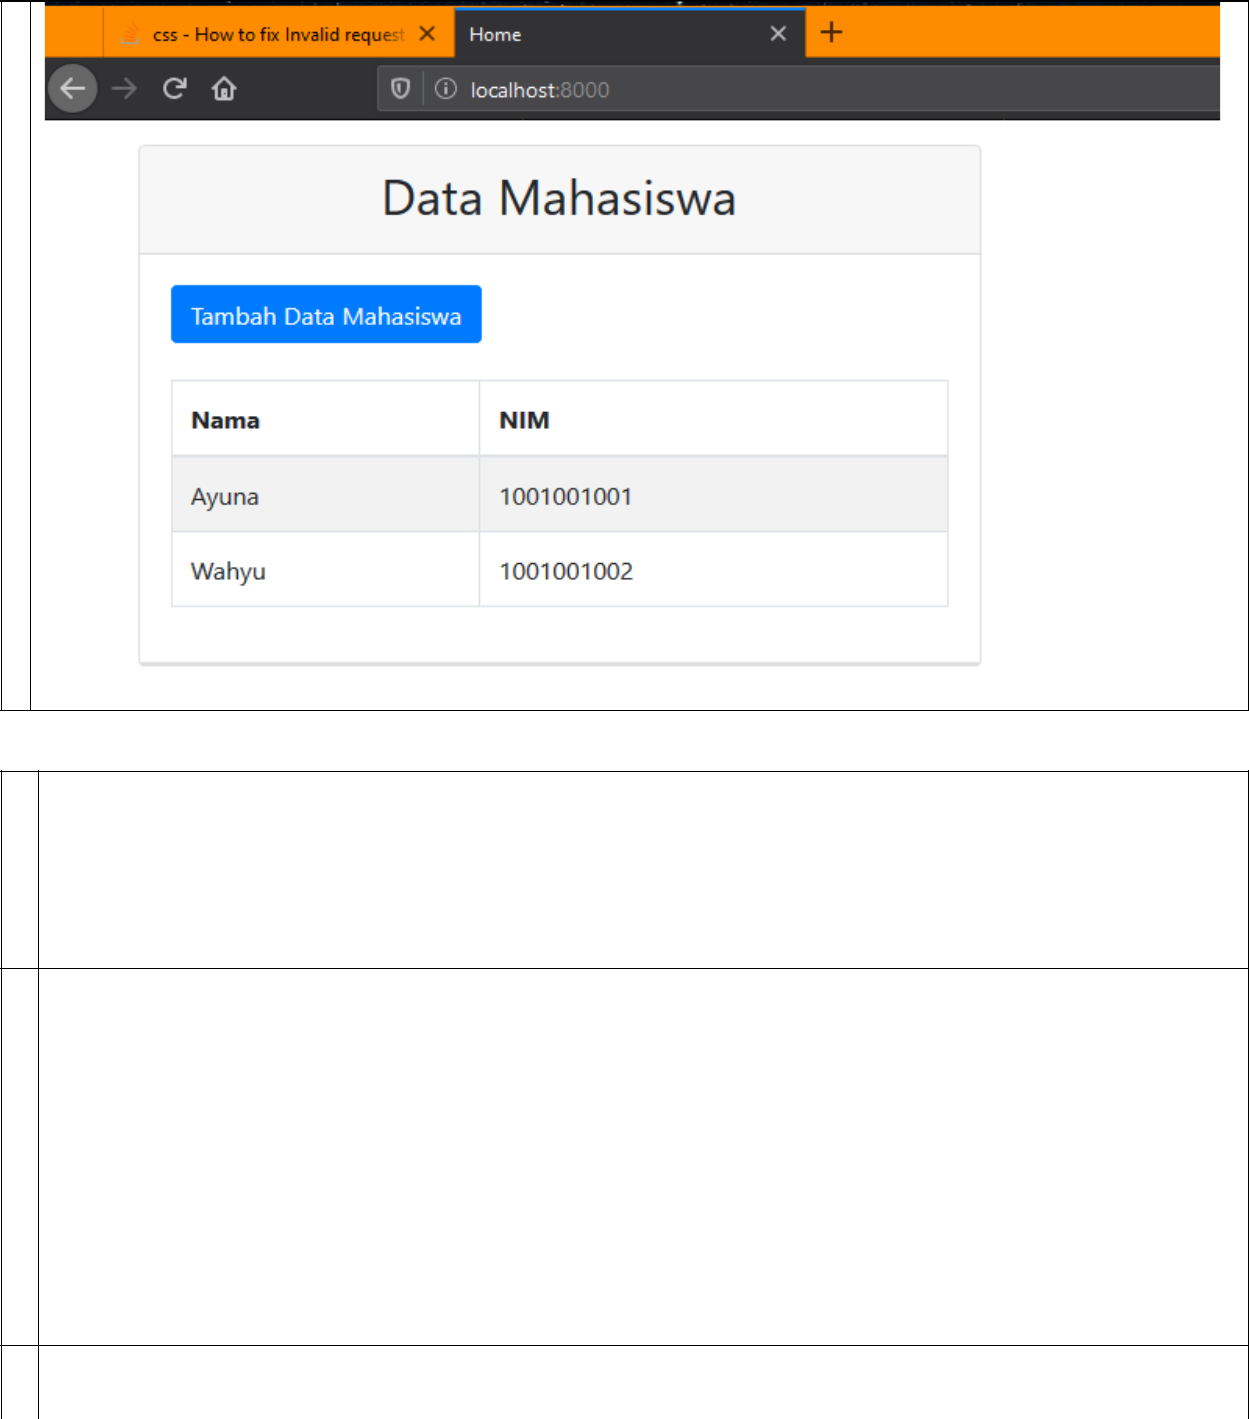 css - How to fix Invalid request
Home
localhost:8000
Data Mahasiswa
Tambah Data Mahasiswa
Nama NIM
Ayuna 1001001001
Wahyu 1001001002